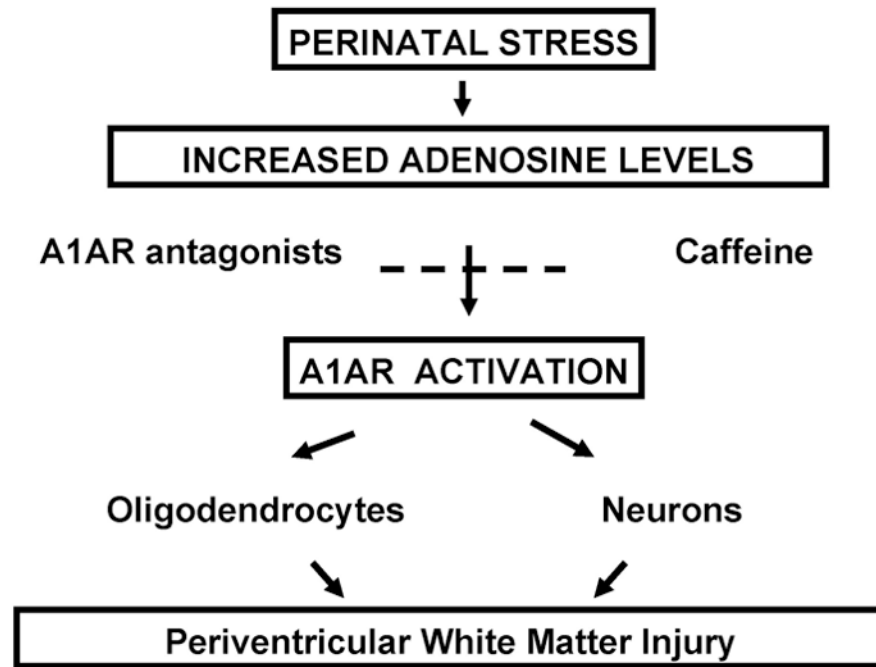 PERINATAL STRESS
INCREASED ADENOSINE LEVELS
A1AR antagonists
Caffeine
A1AR ACTIVATION
Oligodendrocytes
Neurons
Periventricular White Matter Injury